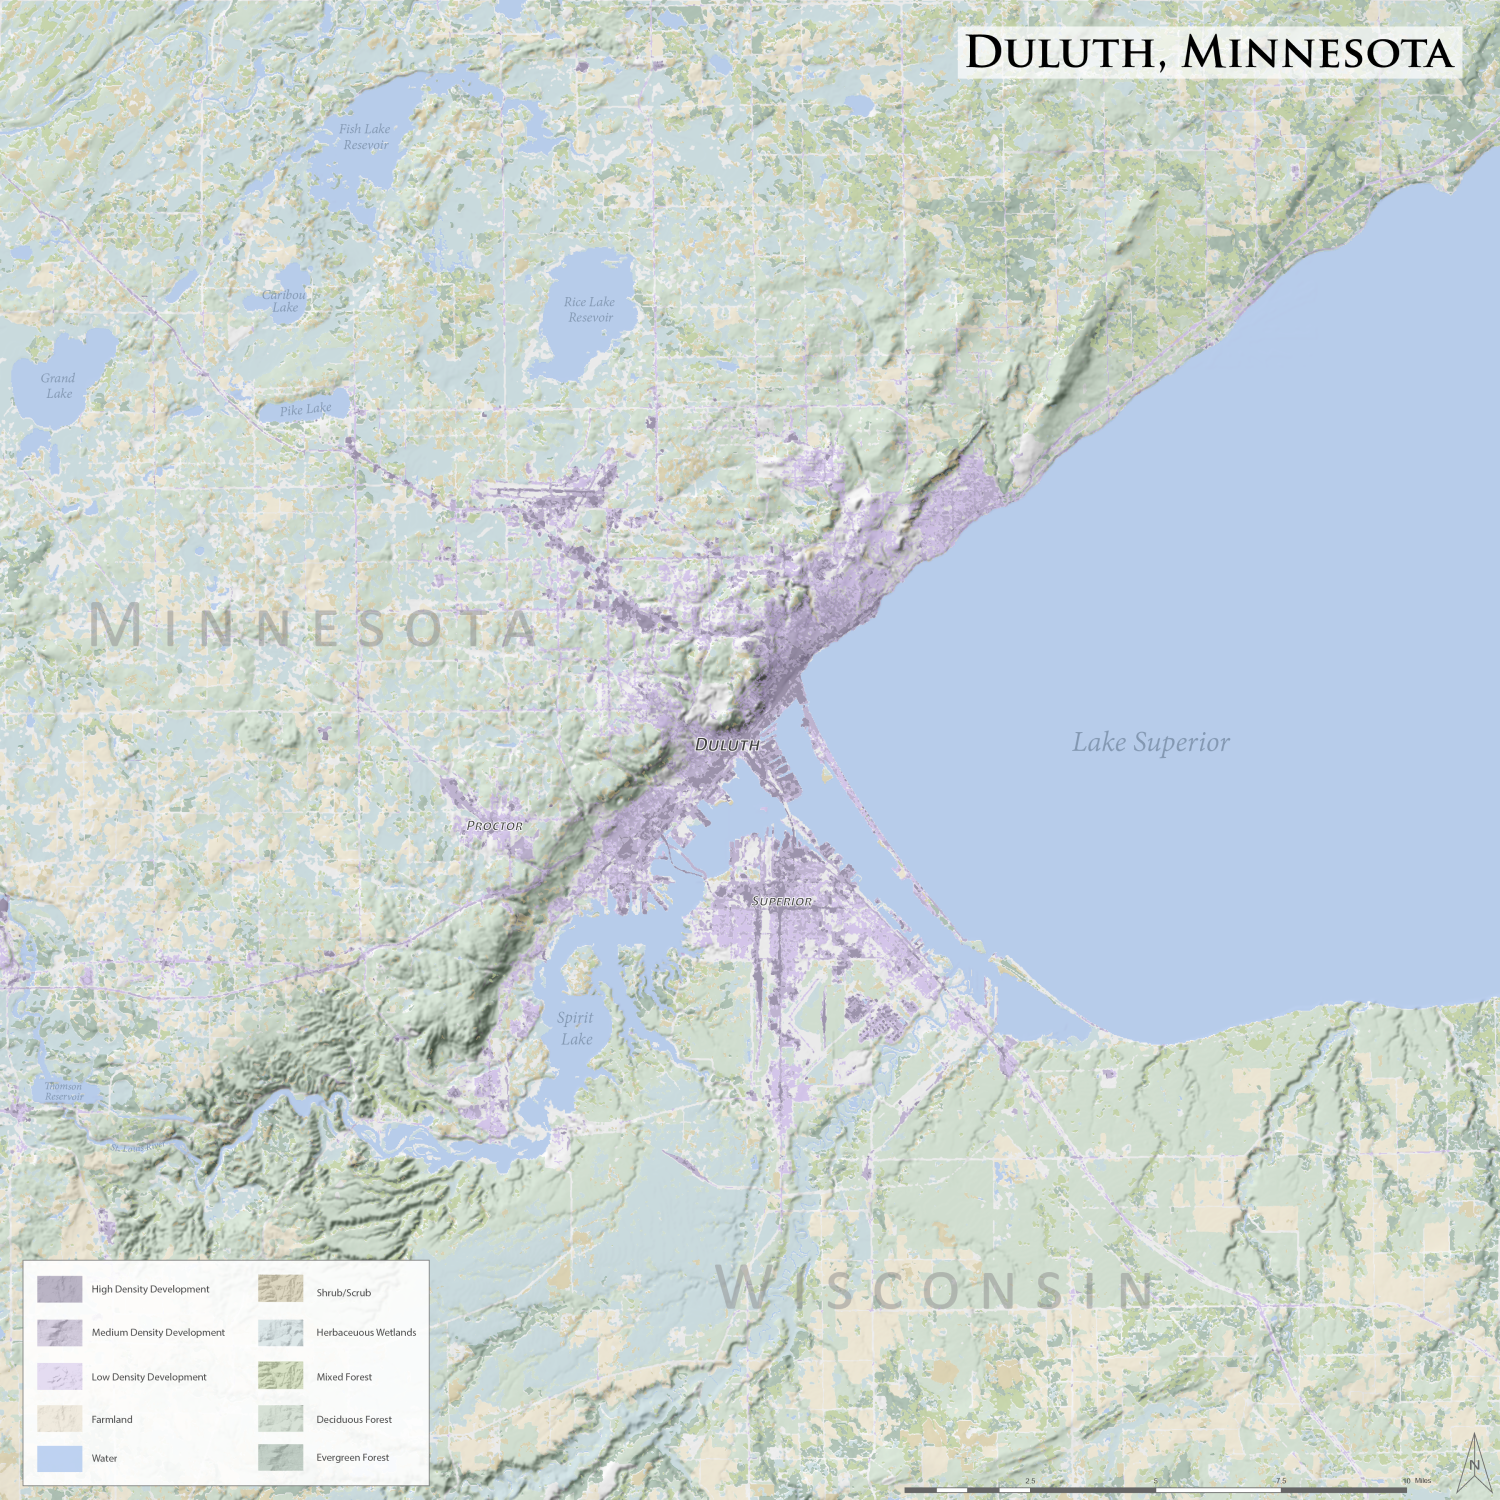 DULUTH, MINNESOTA
Fish Lake
Resevoir
Caribou
Lake
Rice Lake
Resevoir
Grand
Lake
Pike Lake
MINNESOTA
Lake Superior
DULUTH
PROCTOR
SUPERIOR
Spirit
Lake
Thomson
Reservoir
St. Louis River
WISCONSIN
High Density Development
Shrub/Scrub
Medium Density Development
Herbaceuous Wetlands
Low Density Development
Mixed Forest
Farmland
Deciduous Forest
Water
Evergreen Forest
2.5 5 7.5 10 Miles
N